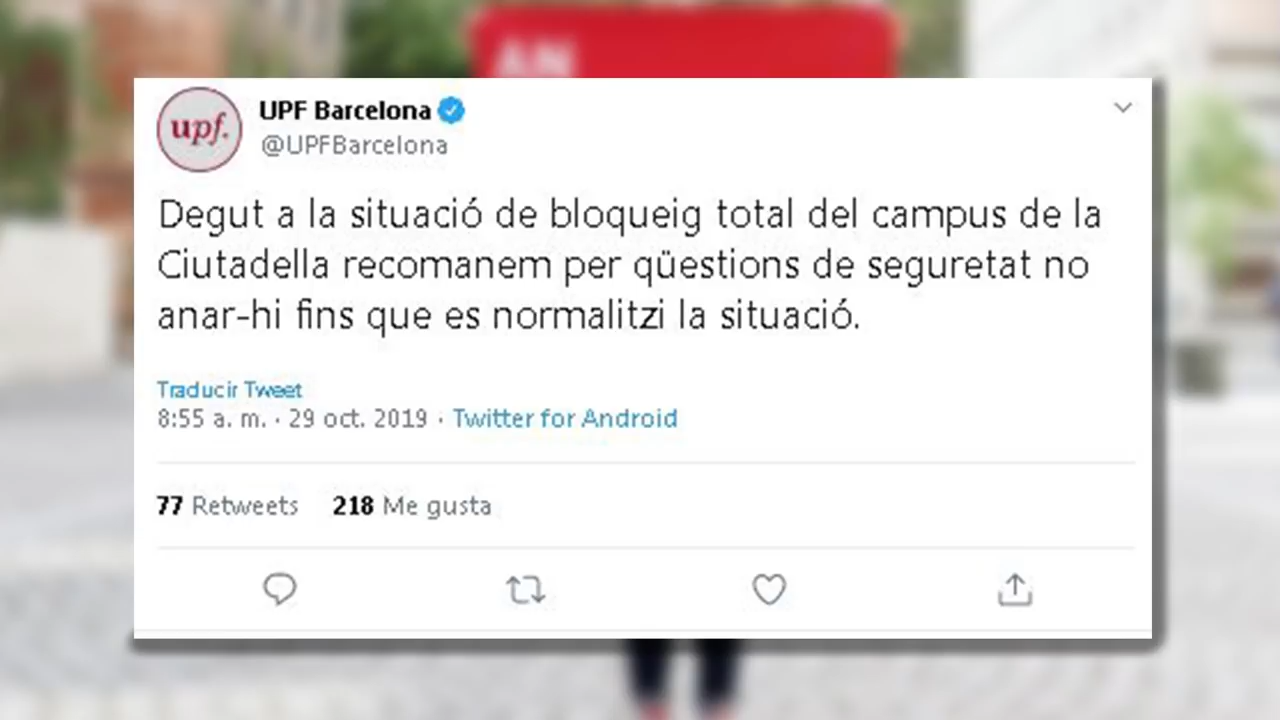 AN
upf.
UPF Barcelona
@UPFBarcelona
Degut a la situació de bloqueig total del campus de la
Ciutadella recomanem per qüestions de seguretat no
anar-hi fins que es normalitzi la situació.
Traducir Tweet
8:55 a. m. · 29 oct. 2019 · Twitter for Android
77 Retweets 218 Me gusta